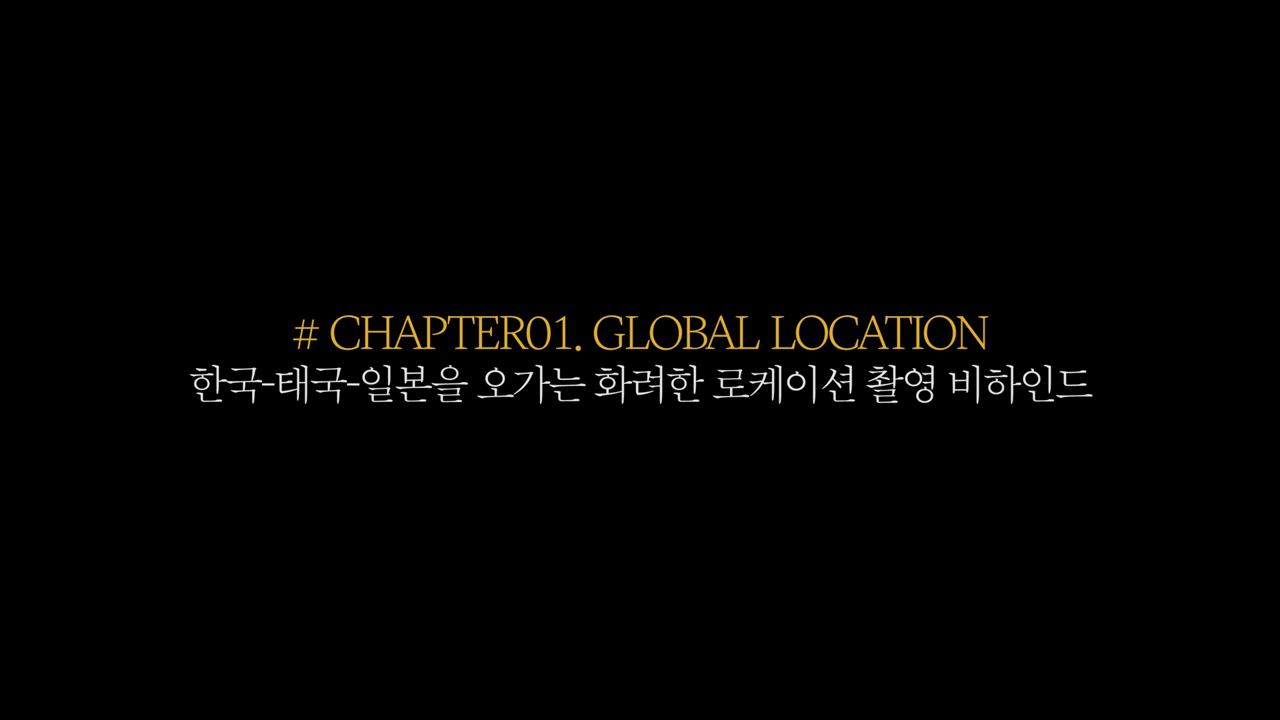 # CHAPTER01. GLOBAL LOCATION
한국-태국-일본을 오가는 화려한 로케이션 촬영 비하인드